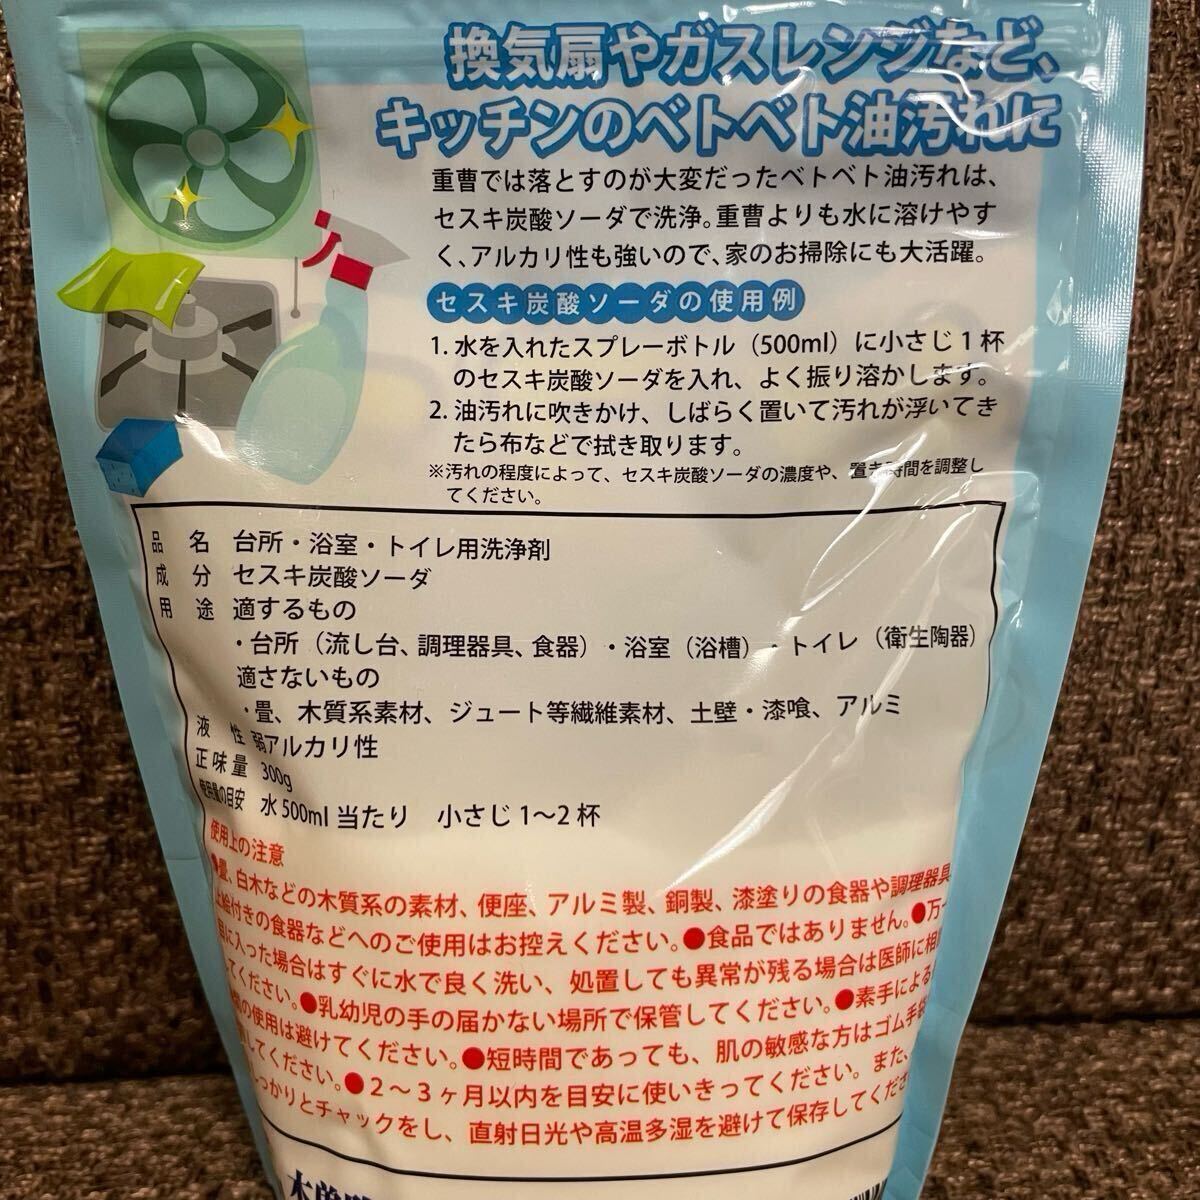 換気扇やガスレンジなど、
キッチンのベトベト油汚れに
重曹では落とすのが大変だったベトベト油汚れは、
セスキ炭酸ソーダで洗浄。重曹よりも水に溶けやす
く、アルカリ性も強いので、家のお掃除にも大活躍。
セスキ炭酸ソーダの使用例
1. 水を入れたスプレーボトル（500ml）に小さじ1杯
のセスキ炭酸ソーダを入れ、よく振り溶かします。
2. 油汚れに吹きかけ、しばらく置いて汚れが浮いてき
たら布などで拭き取ります。
※汚れの程度によって、セスキ炭酸ソーダの濃度や、置き時間を調整し
てください。
品 名 台所・浴室・トイレ用洗浄剤
成 分 セスキ炭酸ソーダ
用 途 適するもの
・台所（流し台、調理器具、食器）・浴室（浴槽）・トイレ（衛生陶器）
適さないもの
・畳、木質系素材、ジュート等繊維素材、土壁・漆喰、アルミ
液 性 弱アルカリ性
正味量 300g
使用量の目安 水500ml当たり 小さじ1～2杯
使用上の注意
●畳、白木などの木質系の素材、便座、アルミ製、銅製、漆塗りの食器や調理器具
上絵付きの食器などへのご使用はお控えください。●食品ではありません。●万一
に入った場合はすぐに水で良く洗い、処置しても異常が残る場合は医師に相
てください。●乳幼児の手の届かない場所で保管してください。●素手による
の使用は避けてください。●短時間であっても、肌の敏感な方はゴム手袋
してください。●2～3ヶ月以内を目安に使いきってください。また、
っかりとチャックをし、直射日光や高温多湿を避けて保存してくださ
木曽